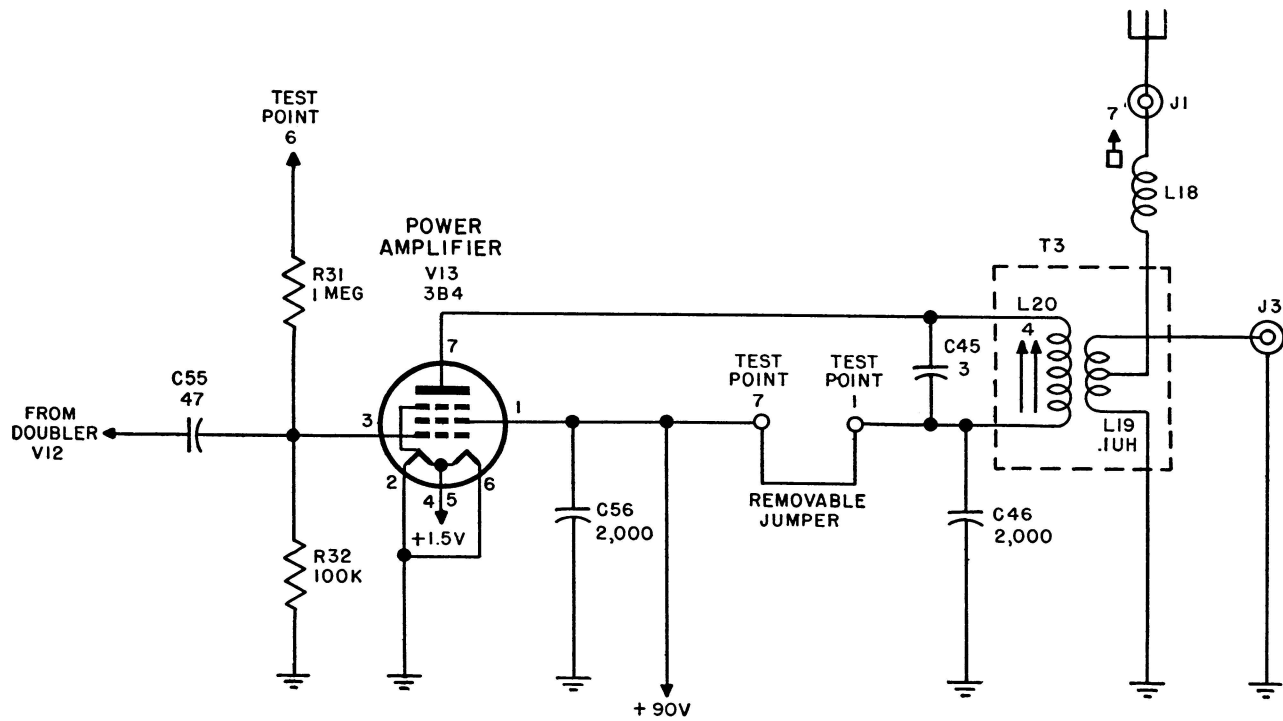 TEST
POINT
6
R31
1 MEG
C55
47
FROM
DOUBLER
V12
R32
100K
POWER
AMPLIFIER
V13
3B4
7
3
1
2
4
5
6
+1.5V
C56
2,000
+90V
TEST
POINT
7
TEST
POINT
1
REMOVABLE
JUMPER
C45
3
C46
2,000
T3
L20
4
L19
.1UH
7
J1
L18
J3